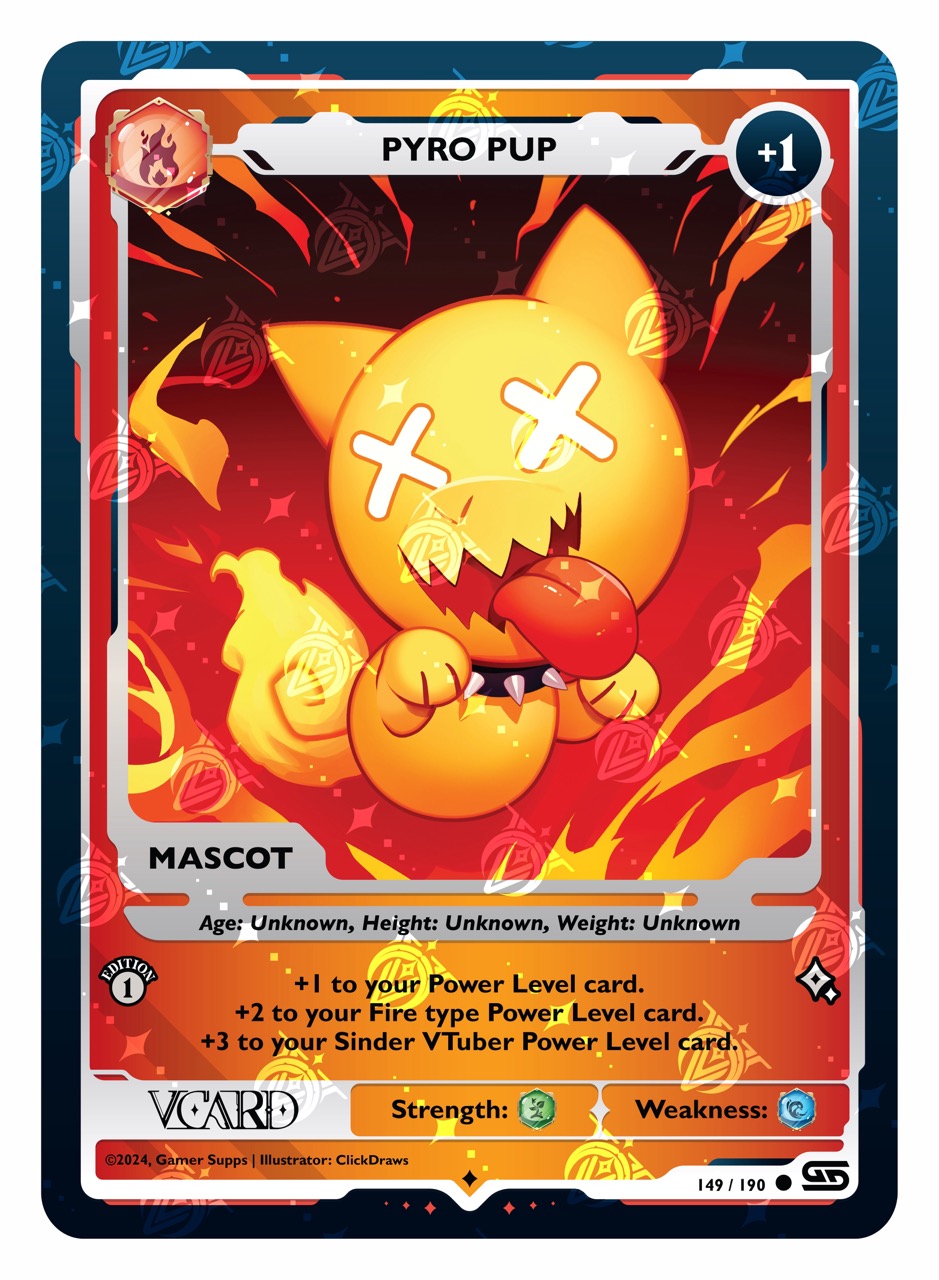 PYRO PUP
+1
MASCOT
Age: Unknown, Height: Unknown, Weight: Unknown
EDITION
1
+1 to your Power Level card.
+2 to your Fire type Power Level card.
+3 to your Sinder VTuber Power Level card.
VCARD
Strength:
Weakness:
©2024, Gamer Supps | Illustrator: ClickDraws
149 / 190
GS